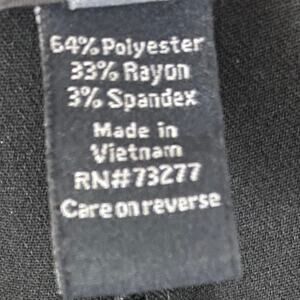 64% Polyester
33% Rayon
3% Spandex
Made in
Vietnam
RN#73277
Care on reverse